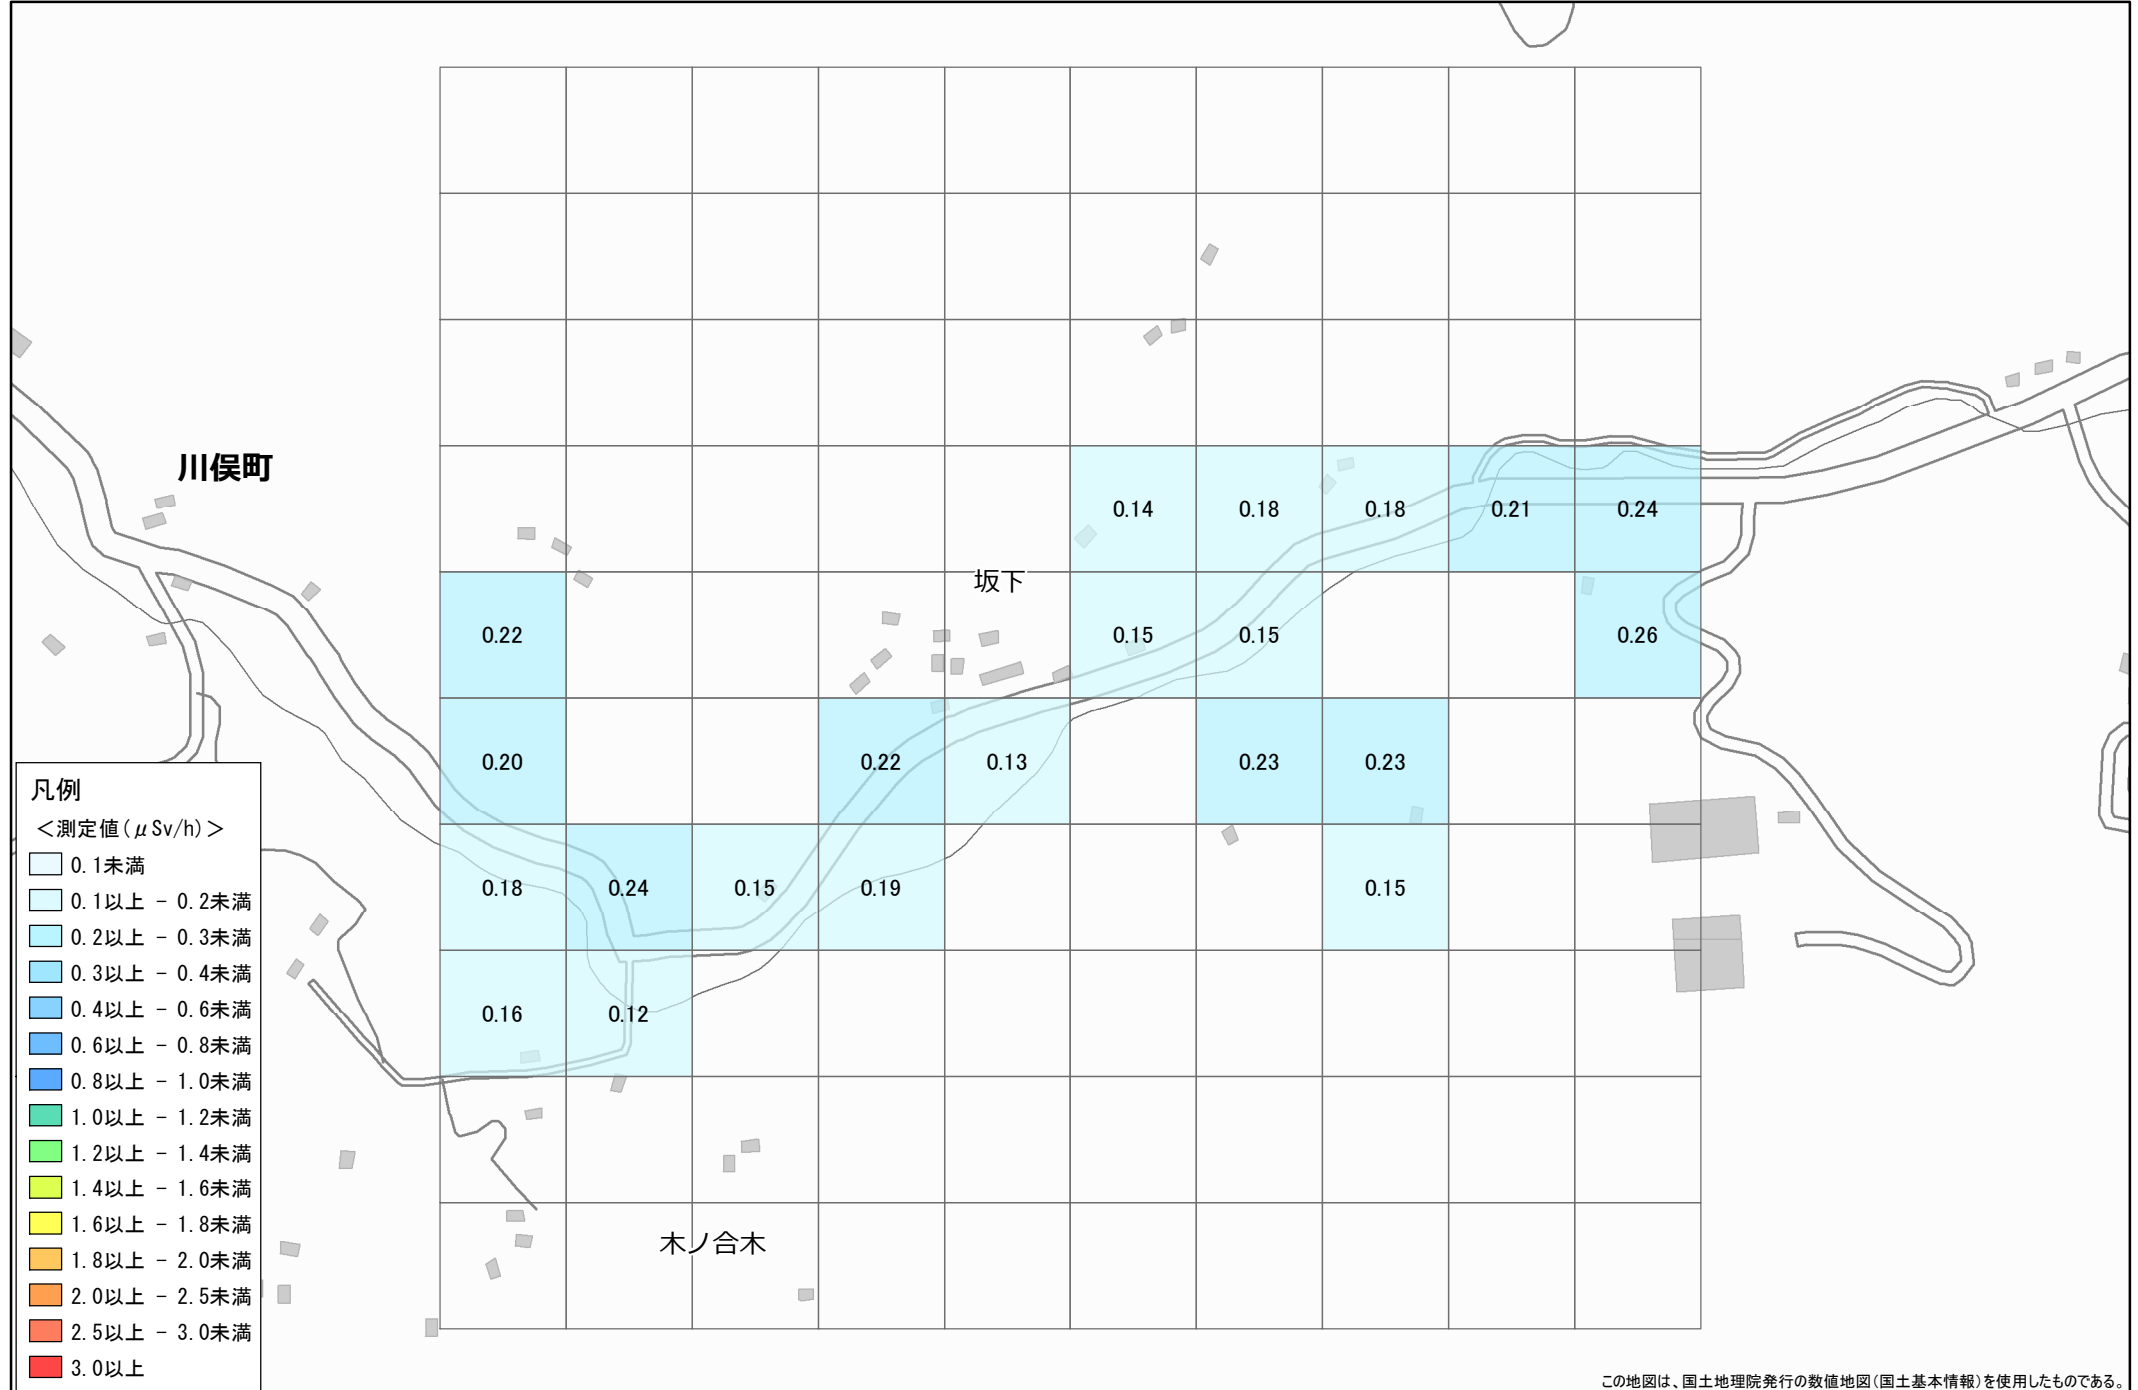 川俣町
0.14 0.18 0.18 0.21 0.24
坂下
0.22 0.15 0.15 0.26
0.20 0.22 0.13 0.23 0.23
0.18 0.24 0.15 0.19 0.15
0.16 0.12
木ノ合木
凡例
＜測定値(μSv/h)＞
0.1未満
0.1以上 - 0.2未満
0.2以上 - 0.3未満
0.3以上 - 0.4未満
0.4以上 - 0.6未満
0.6以上 - 0.8未満
0.8以上 - 1.0未満
1.0以上 - 1.2未満
1.2以上 - 1.4未満
1.4以上 - 1.6未満
1.6以上 - 1.8未満
1.8以上 - 2.0未満
2.0以上 - 2.5未満
2.5以上 - 3.0未満
3.0以上
この地図は、国土地理院発行の数値地図(国土基本情報)を使用したものである。